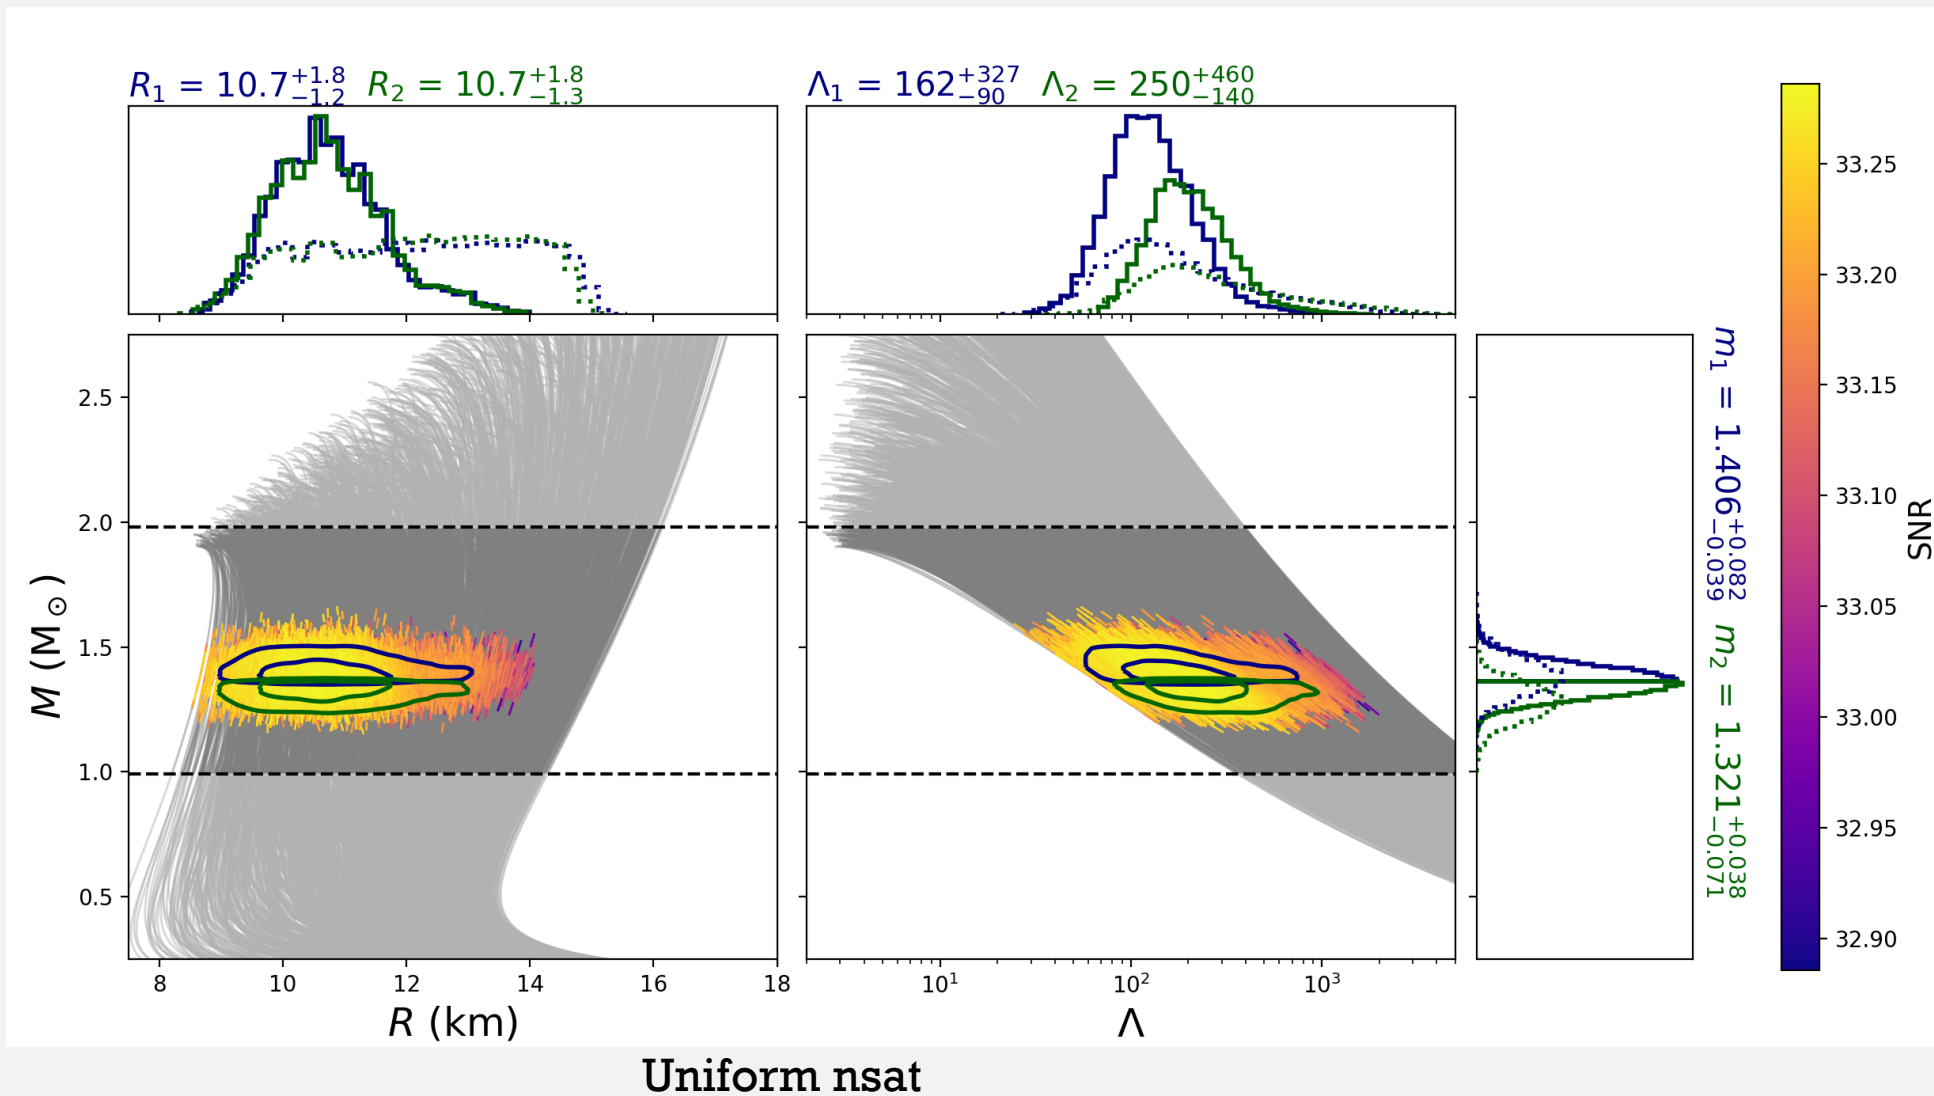 R₁ = 10.7⁺¹·⁸₋₁.₂ R₂ = 10.7⁺¹·⁸₋₁.₃
Λ₁ = 162⁺³²⁷₋₉₀ Λ₂ = 250⁺⁴⁶⁰₋₁₄₀
2.5
2.0
1.5
1.0
0.5
M (M⊙)
8 10 12 14 16 18
R (km)
10¹ 10² 10³
Λ
m₁ = 1.406⁺⁰·⁰⁸²₋₀.₀₃₉ m₂ = 1.321⁺⁰·⁰³⁸₋₀.₀₇₁
33.25
33.20
33.15
33.10
33.05
33.00
32.95
32.90
SNR
Uniform nsat